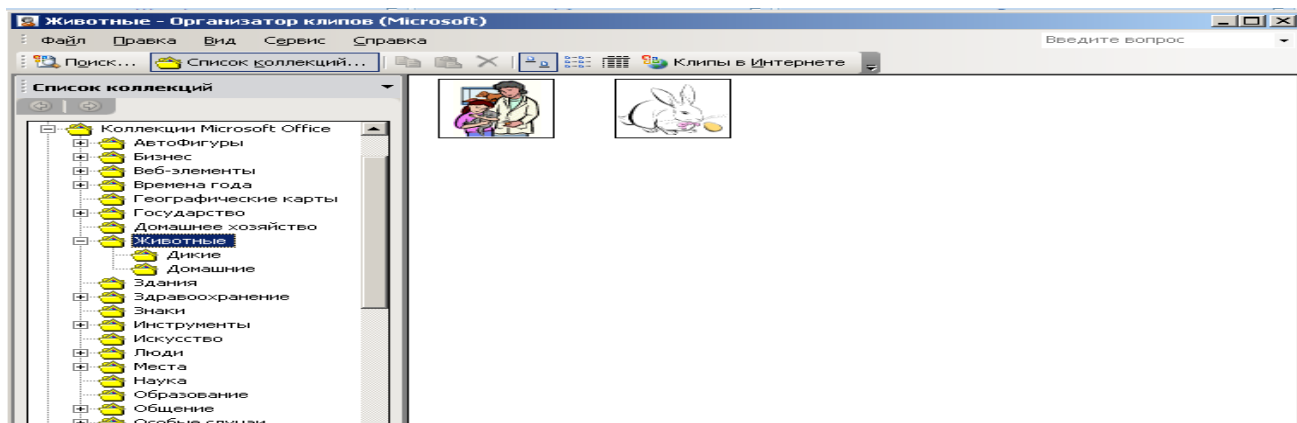 Животные - Организатор клипов (Microsoft)
Файл Правка Вид Сервис Справка Введите вопрос
Поиск... Список коллекций... Клипы в Интернете
Список коллекций
Коллекции Microsoft Office
АвтоФигуры
Бизнес
Веб-элементы
Времена года
Географические карты
Государство
Домашнее хозяйство
Животные
Дикие
Домашние
Здания
Здравоохранение
Знаки
Инструменты
Искусство
Люди
Места
Наука
Образование
Общение
Особые случаи